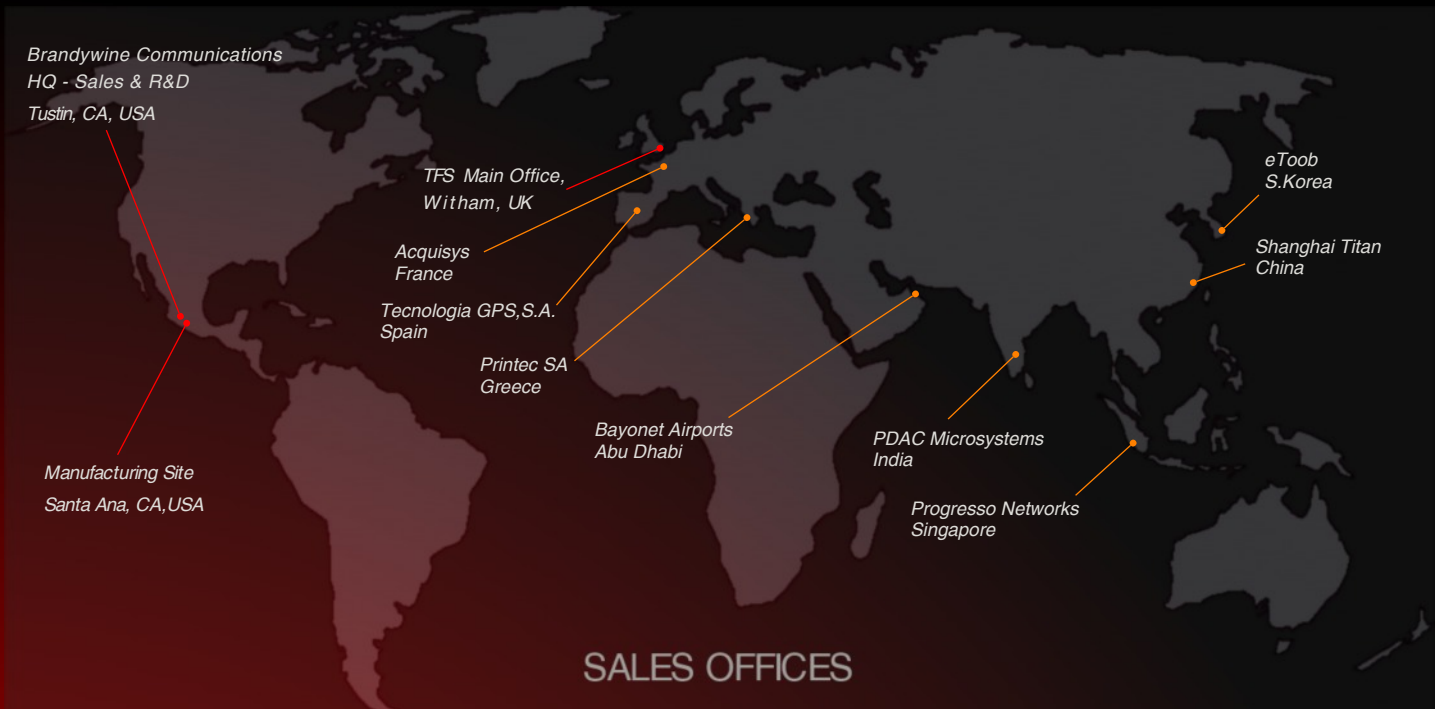 Brandywine Communications
HQ - Sales & R&D
Tustin, CA, USA
TFS Main Office,
Witham, UK
Acquisys
France
Tecnologia GPS,S.A.
Spain
Printec SA
Greece
Bayonet Airports
Abu Dhabi
PDAC Microsystems
India
Progresso Networks
Singapore
eToob
S.Korea
Shanghai Titan
China
Manufacturing Site
Santa Ana, CA,USA
SALES OFFICES